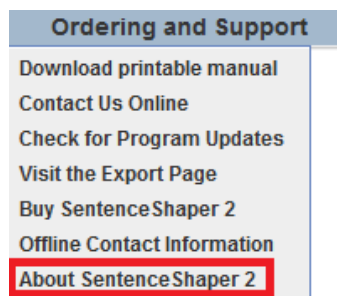 Ordering and Support
Download printable manual
Contact Us Online
Check for Program Updates
Visit the Export Page
Buy SentenceShaper 2
Offline Contact Information
About SentenceShaper 2